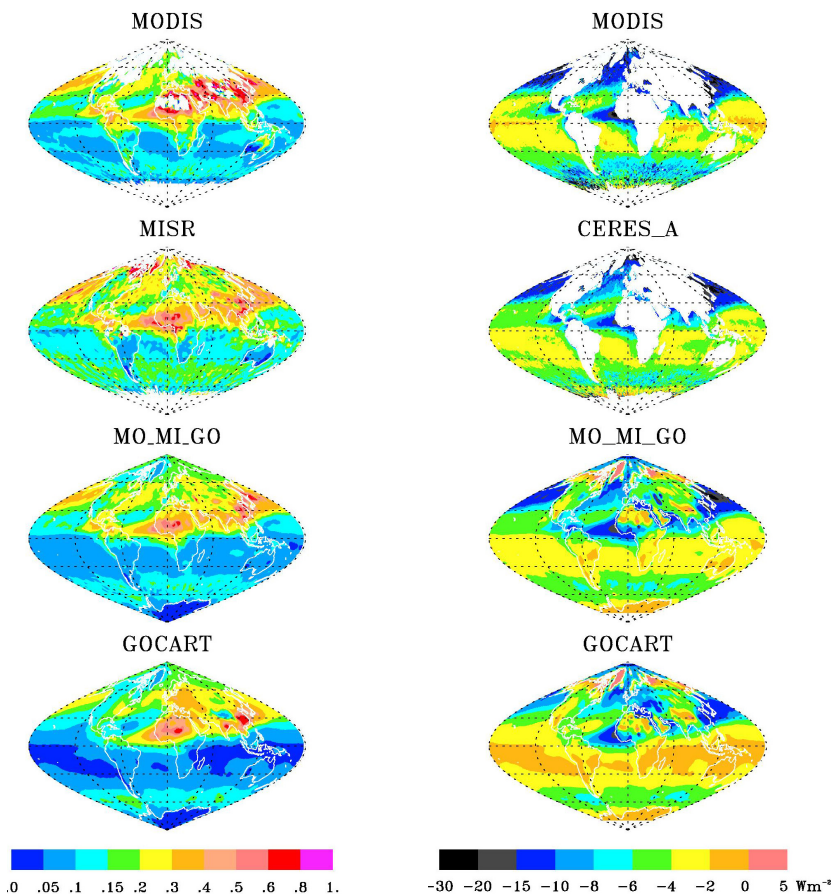 MODIS MODIS
MISR CERES_A
MO_MI_GO MO_MI_GO
GOCART GOCART
.0 .05 .1 .15 .2 .3 .4 .5 .6 .8 1. -30 -20 -15 -10 -8 -6 -4 -2 0 5 Wm⁻²